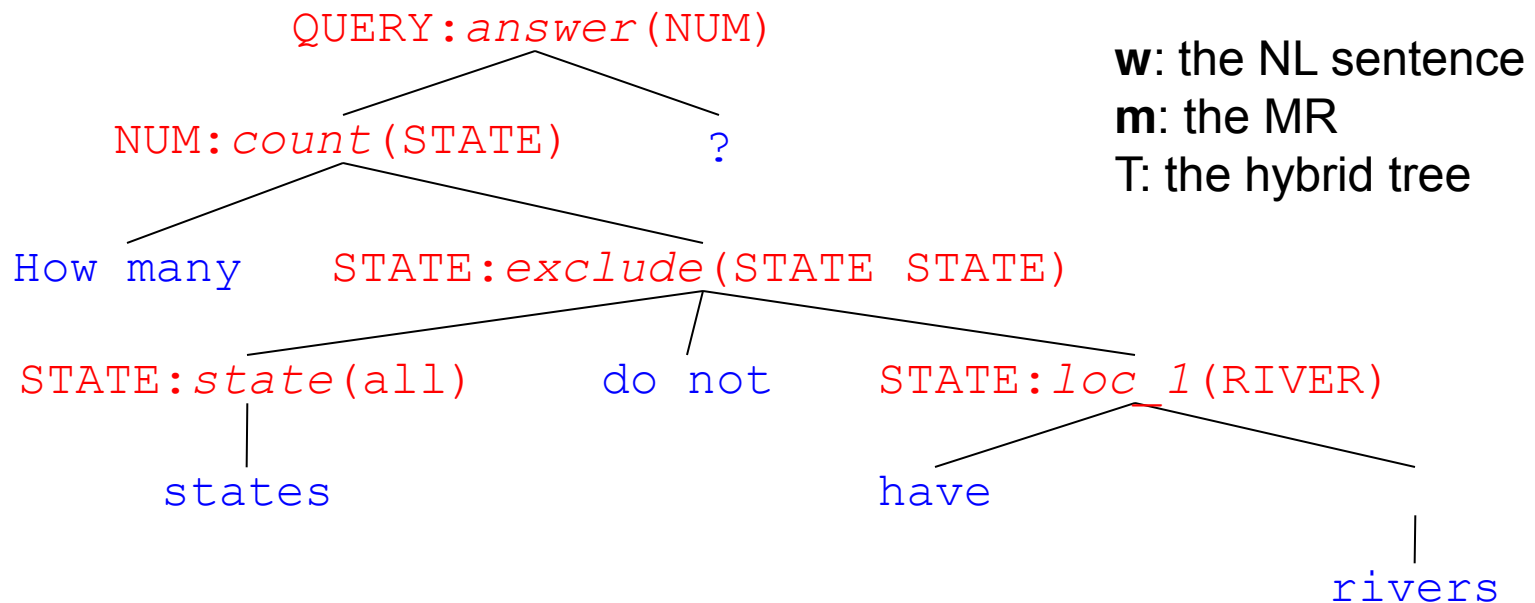 QUERY:answer(NUM)
w: the NL sentence
m: the MR
T: the hybrid tree
NUM:count(STATE)
?
How many
STATE:exclude(STATE STATE)
STATE:state(all)
do not
STATE:loc_1(RIVER)
states
have
rivers